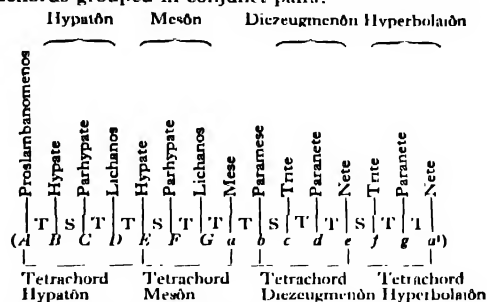 chords grouped in conjunct pairs:
Hypatôn Mesôn Diezeugmenôn Hyperbolaiôn
Proslambanomenos Hypate Parhypate Lichanos Hypate Parhypate Lichanos Mese Paramese Trite Paranete Nete Trite Paranete Nete
T S T T S T T T S T T S T T
(A B C D E F G a b c d e f g a¹)
Tetrachord Tetrachord Tetrachord Tetrachord
Hypatôn Mesôn Diezeugmenôn Hyperbolaiôn